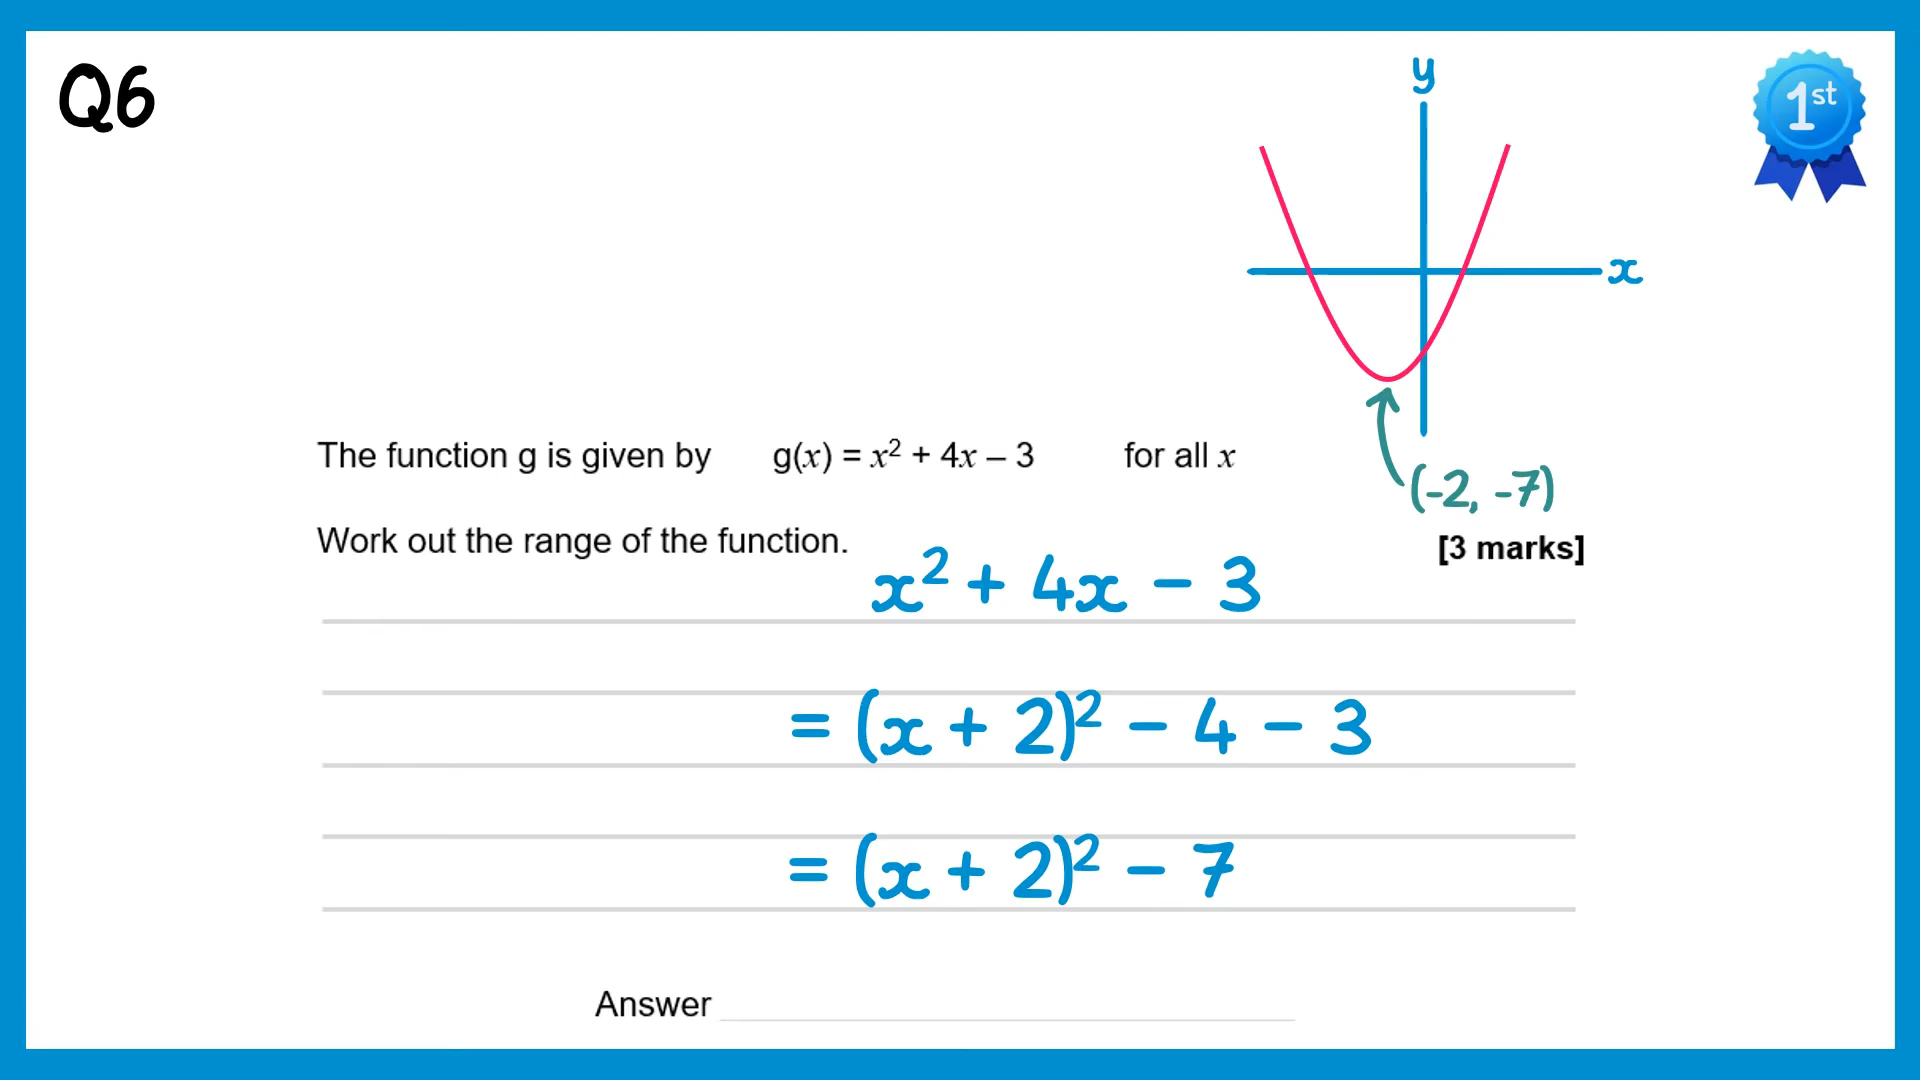 Q6
1st
y
x
The function g is given by g(x) = x² + 4x – 3 for all x
(-2, -7)
Work out the range of the function.
[3 marks]
x² + 4x - 3
= (x + 2)² - 4 - 3
= (x + 2)² - 7
Answer